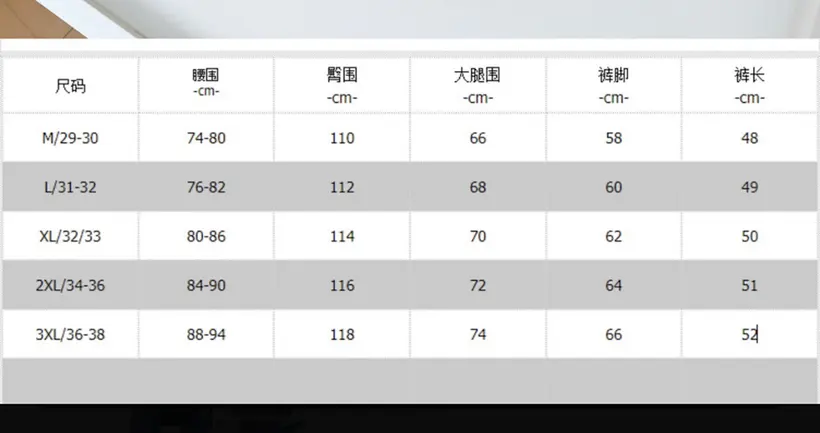 尺码 腰围 臀围 大腿围 裤脚 裤长
-cm- -cm- -cm- -cm- -cm-
M/29-30 74-80 110 66 58 48
L/31-32 76-82 112 68 60 49
XL/32/33 80-86 114 70 62 50
2XL/34-36 84-90 116 72 64 51
3XL/36-38 88-94 118 74 66 52